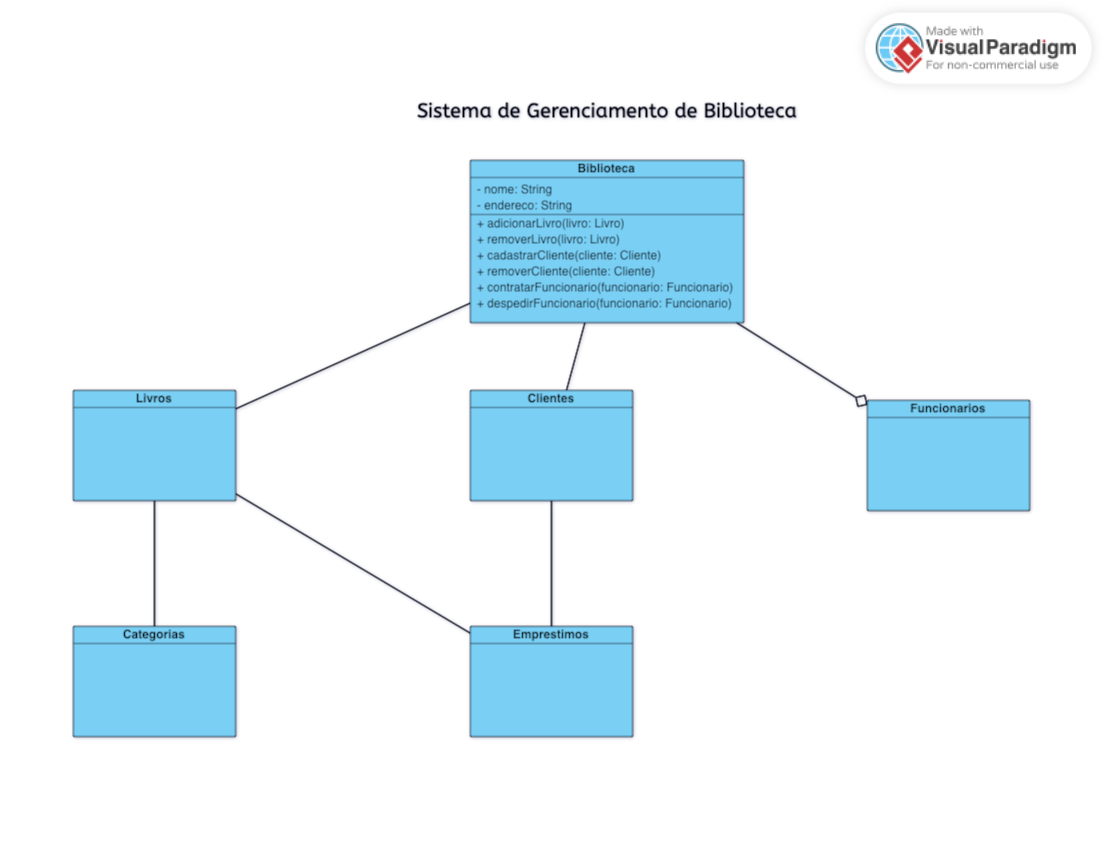 Made with
Visual Paradigm
For non-commercial use
Sistema de Gerenciamento de Biblioteca
Biblioteca
- nome: String
- endereco: String
+ adicionarLivro(livro: Livro)
+ removerLivro(livro: Livro)
+ cadastrarCliente(cliente: Cliente)
+ removerCliente(cliente: Cliente)
+ contratarFuncionario(funcionario: Funcionario)
+ despedirFuncionario(funcionario: Funcionario)
Livros
Clientes
Funcionarios
Categorias
Emprestimos